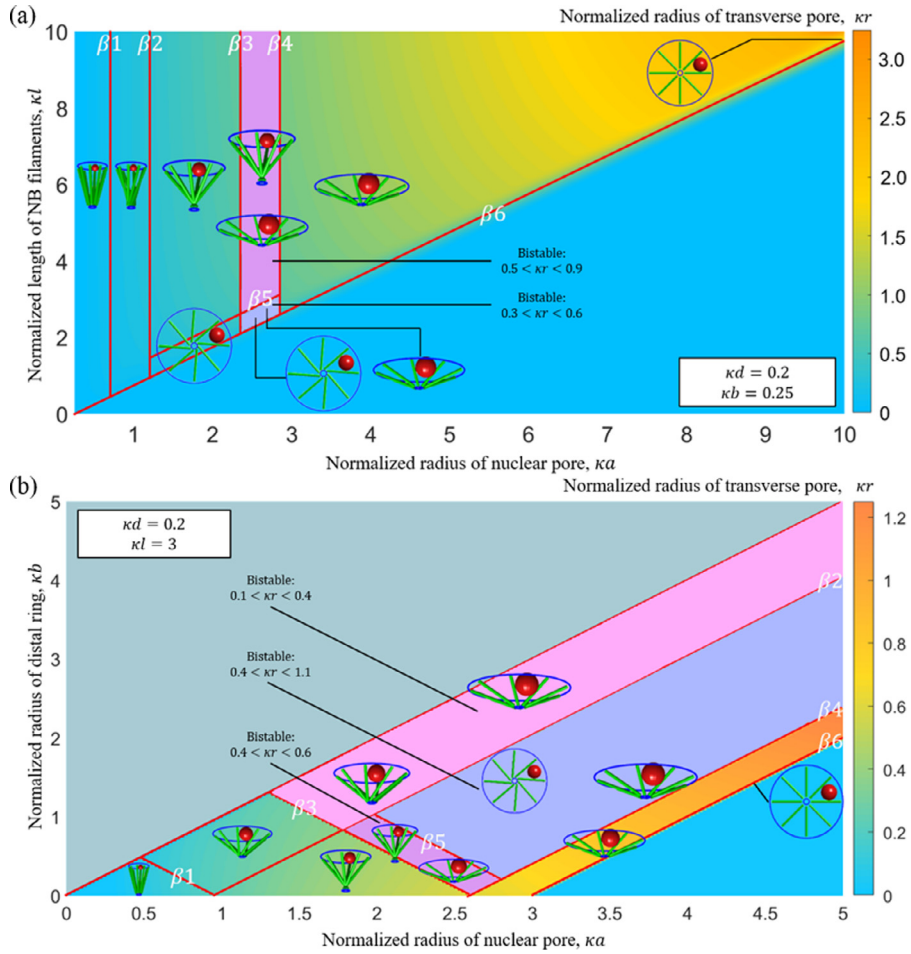 (a)
Normalized radius of transverse pore, κr
β1
β2
β3
β4
β5
β6
10
8
6
4
2
0
Normalized length of NB filaments, κl
Bistable:
0.5 < κr < 0.9
Bistable:
0.3 < κr < 0.6
κd = 0.2
κb = 0.25
3.0
2.5
2.0
1.5
1.0
0.5
0
1
2
3
4
5
6
7
8
9
10
Normalized radius of nuclear pore, κa
(b)
Normalized radius of transverse pore, κr
κd = 0.2
κl = 3
5
4
3
2
1
0
Normalized radius of distal ring, κb
Bistable:
0.1 < κr < 0.4
Bistable:
0.4 < κr < 1.1
Bistable:
0.4 < κr < 0.6
β2
β4
β6
β3
β5
β1
1.2
1
0.8
0.6
0.4
0.2
0
0
0.5
1
1.5
2
2.5
3
3.5
4
4.5
5
Normalized radius of nuclear pore, κa